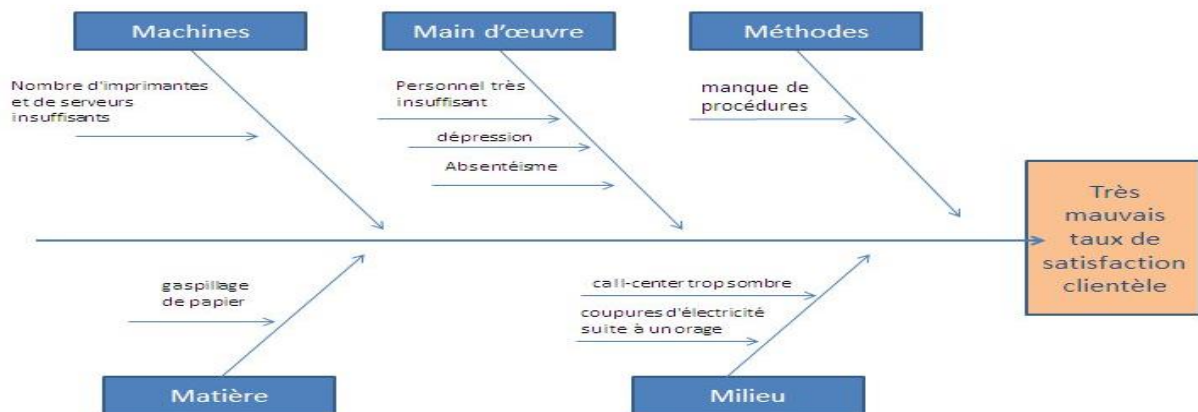 Machines
Main d'œuvre
Méthodes
Nombre d'imprimantes
et de serveurs
insuffisants
Personnel très
insuffisant
dépression
Absentéisme
manque de
procédures
Très
mauvais
taux de
satisfaction
clientèle
gaspillage
de papier
call-center trop sombre
coupures d'électricité
suite à un orage
Matière
Milieu